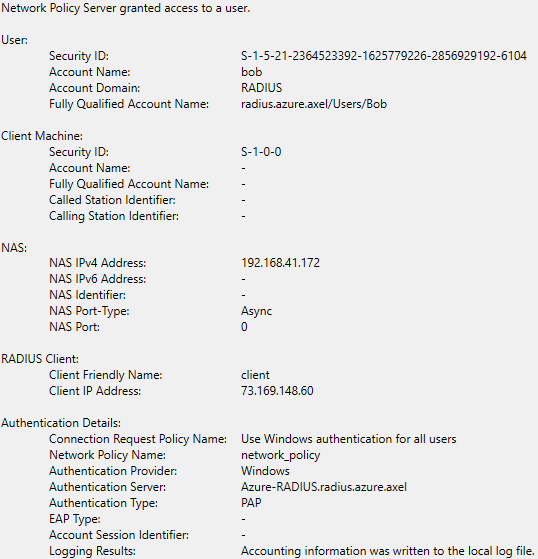 Network Policy Server granted access to a user.
User:
Security ID: S-1-5-21-2364523392-1625779226-2856929192-6104
Account Name: bob
Account Domain: RADIUS
Fully Qualified Account Name: radius.azure.axel/Users/Bob
Client Machine:
Security ID: S-1-0-0
Account Name: -
Fully Qualified Account Name: -
Called Station Identifier: -
Calling Station Identifier: -
NAS:
NAS IPv4 Address: 192.168.41.172
NAS IPv6 Address: -
NAS Identifier: -
NAS Port-Type: Async
NAS Port: 0
RADIUS Client:
Client Friendly Name: client
Client IP Address: 73.169.148.60
Authentication Details:
Connection Request Policy Name: Use Windows authentication for all users
Network Policy Name: network_policy
Authentication Provider: Windows
Authentication Server: Azure-RADIUS.radius.azure.axel
Authentication Type: PAP
EAP Type: -
Account Session Identifier: -
Logging Results: Accounting information was written to the local log file.